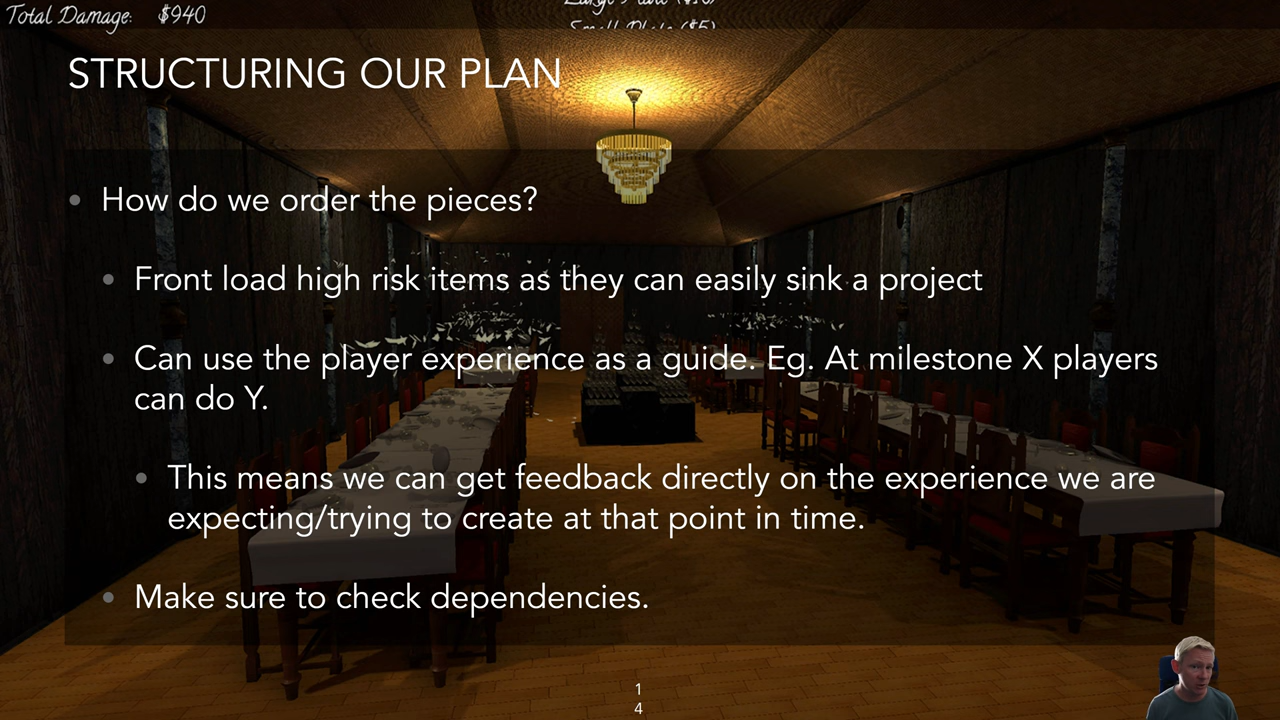 Total Damage: $940
Small Plate ($5)
STRUCTURING OUR PLAN
• How do we order the pieces?
• Front load high risk items as they can easily sink a project
• Can use the player experience as a guide. Eg. At milestone X players
can do Y.
• This means we can get feedback directly on the experience we are
expecting/trying to create at that point in time.
• Make sure to check dependencies.
1
4